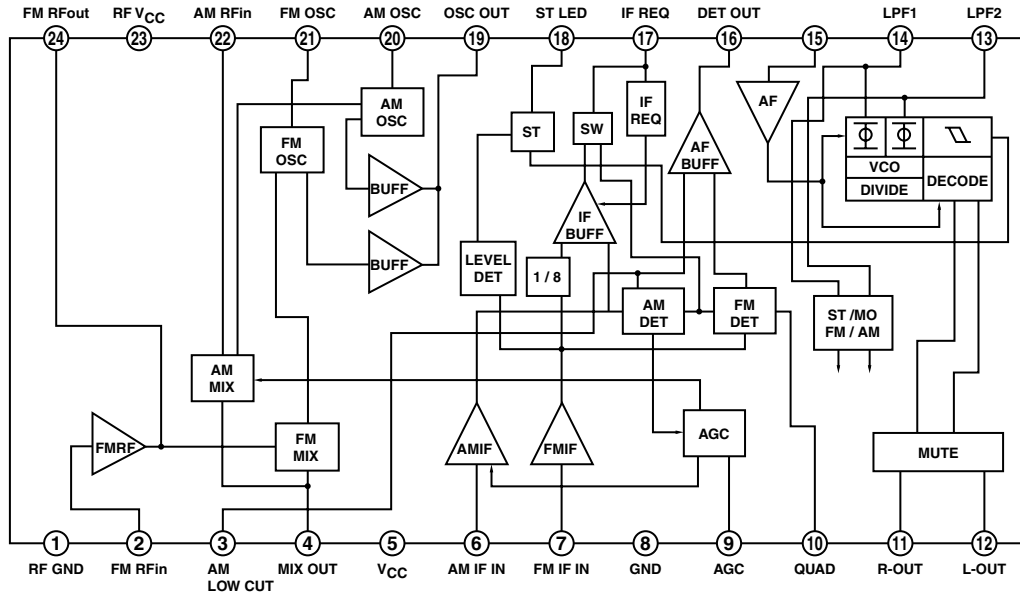 FM RFout RF VCC AM RFin FM OSC AM OSC OSC OUT ST LED IF REQ DET OUT LPF1 LPF2
24 23 22 21 20 19 18 17 16 15 14 13
AM
OSC
FM
OSC
ST
SW
IF
REQ
AF
AF
BUFF
VCO
DIVIDE
DECODE
BUFF
IF
BUFF
BUFF
LEVEL
DET
1 / 8
AM
DET
FM
DET
ST /MO
FM / AM
AM
MIX
FMRF
FM
MIX
AMIF
FMIF
AGC
MUTE
1 2 3 4 5 6 7 8 9 10 11 12
RF GND FM RFin AM MIX OUT VCC AM IF IN FM IF IN GND AGC QUAD R-OUT L-OUT
LOW CUT